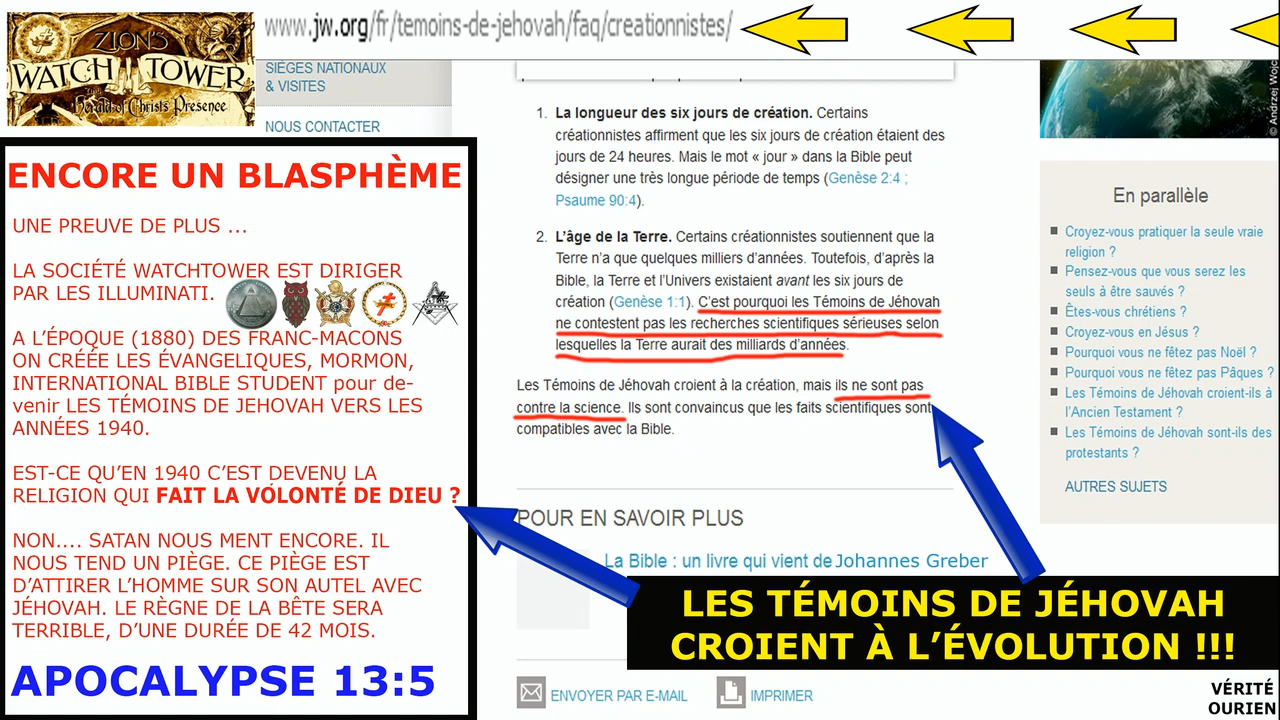 www.jw.org/fr/temoins-de-jehovah/faq/creationnistes/
ZION'S
WATCH TOWER
Herald of Christ's Presence
SIÈGES NATIONAUX
& VISITES
NOUS CONTACTER
ENCORE UN BLASPHÈME
UNE PREUVE DE PLUS ...
LA SOCIÉTÉ WATCHTOWER EST DIRIGER
PAR LES ILLUMINATI.
A L'ÉPOQUE (1880) DES FRANC-MACONS
ON CRÉÉE LES ÉVANGELIQUES, MORMON,
INTERNATIONAL BIBLE STUDENT pour de-
venir LES TÉMOINS DE JEHOVAH VERS LES
ANNÉES 1940.
EST-CE QU'EN 1940 C'EST DEVENU LA
RELIGION QUI FAIT LA VOLONTÉ DE DIEU ?
NON.... SATAN NOUS MENT ENCORE. IL
NOUS TEND UN PIÈGE. CE PIÈGE EST
D'ATTIRER L'HOMME SUR SON AUTEL AVEC
JÉHOVAH. LE RÈGNE DE LA BÊTE SERA
TERRIBLE, D'UNE DURÉE DE 42 MOIS.
APOCALYPSE 13:5
1. La longueur des six jours de création. Certains
créationnistes affirment que les six jours de création étaient des
jours de 24 heures. Mais le mot « jour » dans la Bible peut
désigner une très longue période de temps (Genèse 2:4 ;
Psaume 90:4).
2. L'âge de la Terre. Certains créationnistes soutiennent que la
Terre n'a que quelques milliers d'années. Toutefois, d'après la
Bible, la Terre et l'Univers existaient avant les six jours de
création (Genèse 1:1). C'est pourquoi les Témoins de Jéhovah
ne contestent pas les recherches scientifiques sérieuses selon
lesquelles la Terre aurait des milliards d'années.
Les Témoins de Jéhovah croient à la création, mais ils ne sont pas
contre la science. Ils sont convaincus que les faits scientifiques sont
compatibles avec la Bible.
POUR EN SAVOIR PLUS
La Bible : un livre qui vient de Johannes Greber
LES TÉMOINS DE JÉHOVAH
CROIENT À L'ÉVOLUTION !!!
ENVOYER PAR E-MAIL
IMPRIMER
© Andrzej Wojc
En parallèle
Croyez-vous pratiquer la seule vraie
religion ?
Pensez-vous que vous serez les
seuls à être sauvés ?
Êtes-vous chrétiens ?
Croyez-vous en Jésus ?
Pourquoi vous ne fêtez pas Noël ?
Pourquoi vous ne fêtez pas Pâques ?
Les Témoins de Jéhovah croient-ils à
l'Ancien Testament ?
Les Témoins de Jéhovah sont-ils des
protestants ?
AUTRES SUJETS
VÉRITÉ
OURIEN